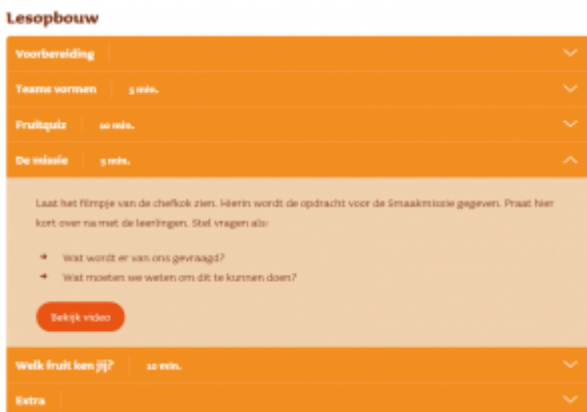 Lesopbouw
Voorbereiding
Teams vormen 5 min.
Fruitquiz 10 min.
De missie 5 min.
Laat het filmpje van de chefkok zien. Hierin wordt de opdracht voor de Smaakmissie gegeven. Praat hier
kort over na met de leerlingen. Stel vragen als:
➔ Wat wordt er van ons gevraagd?
➔ Wat moeten we weten om dit te kunnen doen?
Bekijk video
Welk fruit ken jij? 10 min.
Extra